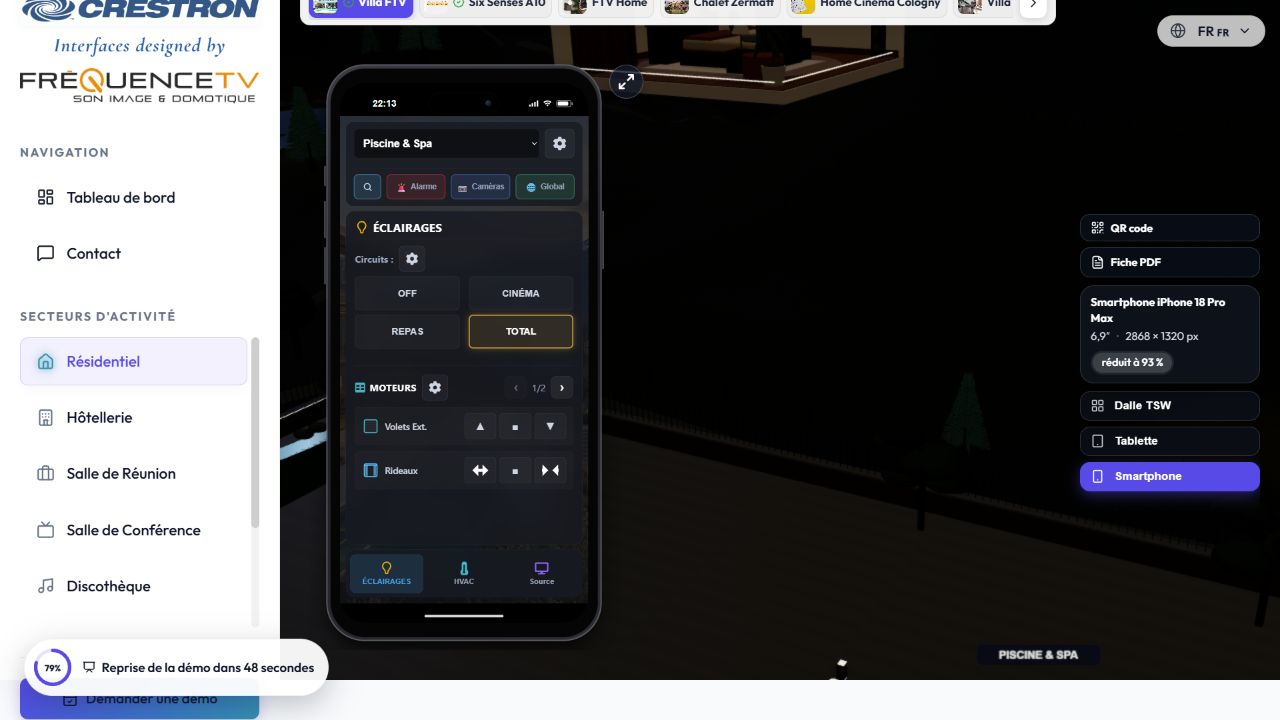 CRESTRON
Interfaces designed by
FRÉQUENCETV
SON IMAGE & DOMOTIQUE
NAVIGATION
Tableau de bord
Contact
SECTEURS D'ACTIVITÉ
Résidentiel
Hôtellerie
Salle de Réunion
Salle de Conférence
Discothèque
79%
Reprise de la démo dans 48 secondes
Demander une démo
Villa FTV
Six Senses A10
FTV Home
Chalet Zermatt
Home Cinema Cologny
Villa
FR FR
22:13
Piscine & Spa
Alarme
Caméras
Global
ÉCLAIRAGES
Circuits :
OFF
CINÉMA
REPAS
TOTAL
MOTEURS
1/2
Volets Ext.
Rideaux
ÉCLAIRAGES
HVAC
Source
QR code
Fiche PDF
Smartphone iPhone 18 Pro
Max
6,9" · 2868 × 1320 px
réduit à 93 %
Dalle TSW
Tablette
Smartphone
PISCINE & SPA